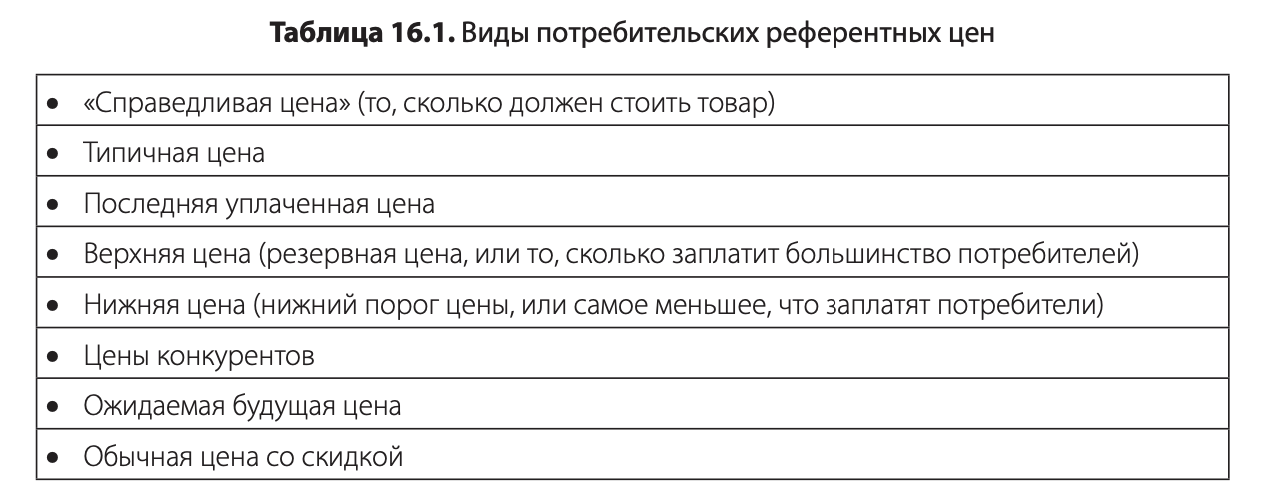 Таблица 16.1. Виды потребительских референтных цен
• «Справедливая цена» (то, сколько должен стоить товар)
• Типичная цена
• Последняя уплаченная цена
• Верхняя цена (резервная цена, или то, сколько заплатит большинство потребителей)
• Нижняя цена (нижний порог цены, или самое меньшее, что заплатят потребители)
• Цены конкурентов
• Ожидаемая будущая цена
• Обычная цена со скидкой